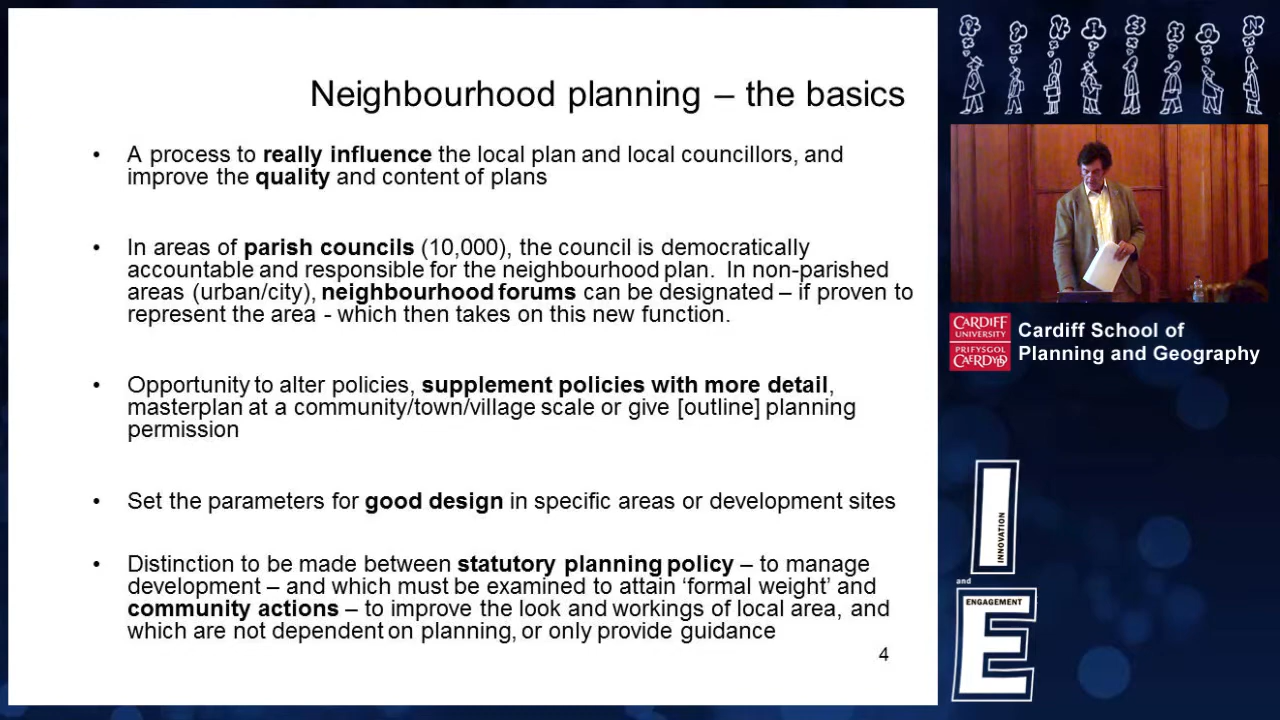 Neighbourhood planning – the basics
• A process to really influence the local plan and local councillors, and
improve the quality and content of plans
• In areas of parish councils (10,000), the council is democratically
accountable and responsible for the neighbourhood plan. In non-parished
areas (urban/city), neighbourhood forums can be designated – if proven to
represent the area - which then takes on this new function.
• Opportunity to alter policies, supplement policies with more detail,
masterplan at a community/town/village scale or give [outline] planning
permission
• Set the parameters for good design in specific areas or development sites
• Distinction to be made between statutory planning policy – to manage
development – and which must be examined to attain ‘formal weight’ and
community actions – to improve the look and workings of local area, and
which are not dependent on planning, or only provide guidance
4
? ? V I S I O N
CARDIFF
UNIVERSITY
PRIFYSGOL
CAERDYDD
Cardiff School of
Planning and Geography
I
INNOVATION
and
ENGAGEMENT
E